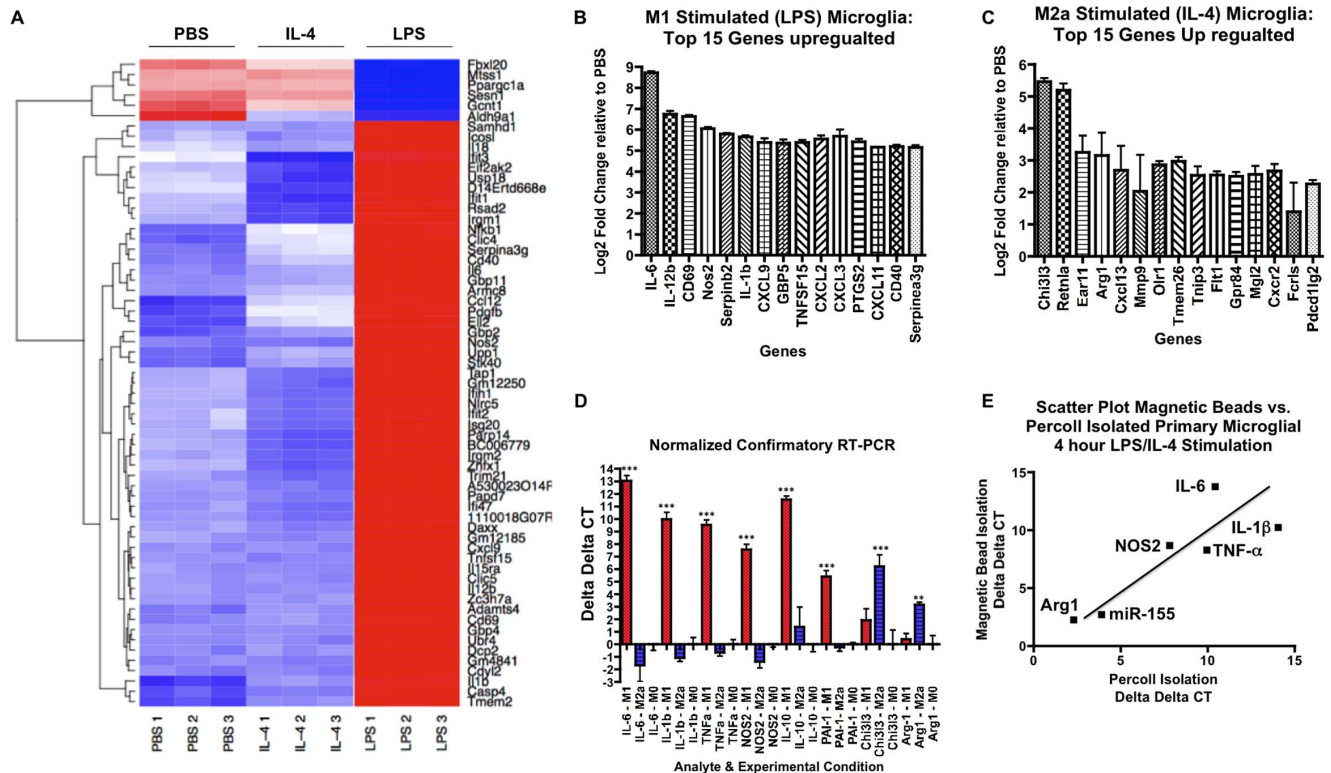 A
PBS
IL-4
LPS
Fbxl20
Mtss1
Ppargc1a
Sesn1
Gcnt1
Aldh9a1
Samhd1
Icosl
Il18
Ifit3
Eif2ak2
Usp18
D14Ertd668e
Ifit1
Rsad2
Irgm1
Nfkb1
Clic4
Serpina3g
Cd40
Il6
Gbp11
Armc8
Ccl12
Pdgfb
Ell2
Gbp2
Nos2
Upp1
Stk40
Tap1
Gm12250
Ifih1
Nlrc5
Ifit2
Isg20
Parp14
BC006779
Irgm2
Znfx1
Trim21
A530023O14F
Papd7
Ifi47
1110018G07F
Daxx
Gm12185
Cxcl9
Tnfsf15
Il15ra
Clic5
Il12b
Zc3h7a
Adamts4
Cd69
Gbp4
Ubr4
Dcp2
Gm4841
Cdyl2
Il1b
Casp4
Tmem2
PBS 1
PBS 2
PBS 3
IL-4 1
IL-4 2
IL-4 3
LPS 1
LPS 2
LPS 3
B
M1 Stimulated (LPS) Microglia:
Top 15 Genes upregualted
Log2 Fold Change relative to PBS
9
8
7
6
5
4
3
2
1
0
IL-6
IL-12b
CD69
Nos2
Serpinb2
IL-1b
CXCL9
GBP5
TNFSF15
CXCL2
CXCL3
PTGS2
CXCL11
CD40
Serpinea3g
Genes
C
M2a Stimulated (IL-4) Microglia:
Top 15 Genes Up regualted
Log2 Fold Change relative to PBS
6
5
4
3
2
1
0
Chi3l3
Retnla
Ear11
Arg1
Cxcl13
Mmp9
Olr1
Tmem26
Tnip3
Flt1
Gpr84
Mgl2
Cxcr2
Fcrls
Pdcd1lg2
Genes
D
Normalized Confirmatory RT-PCR
Delta Delta CT
14
13
12
11
10
9
8
7
6
5
4
3
2
1
0
-1
-2
-3
***
***
***
***
***
***
***
**
IL-6 - M1
IL-6 - M2a
IL-6 - M0
IL-1b - M1
IL-1b - M2a
IL-1b - M0
TNFa - M1
TNFa - M2a
TNFa - M0
NOS2 - M1
NOS2 - M2a
NOS2 - M0
IL-10 - M1
IL-10 - M2a
IL-10 - M0
PAI-1 - M1
PAI-1 - M2a
PAI-1 - M0
Chi3l3 - M1
Chi3l3 - M2a
Chi3l3 - M0
Arg-1 - M1
Arg1 - M2a
Arg1 - M0
Analyte & Experimental Condition
E
Scatter Plot Magnetic Beads vs.
Percoll Isolated Primary Microglial
4 hour LPS/IL-4 Stimulation
Magnetic Bead Isolation
Delta Delta CT
15
10
5
0
IL-6
IL-1β
NOS2
TNF-α
Arg1
miR-155
0
5
10
15
Percoll Isolation
Delta Delta CT